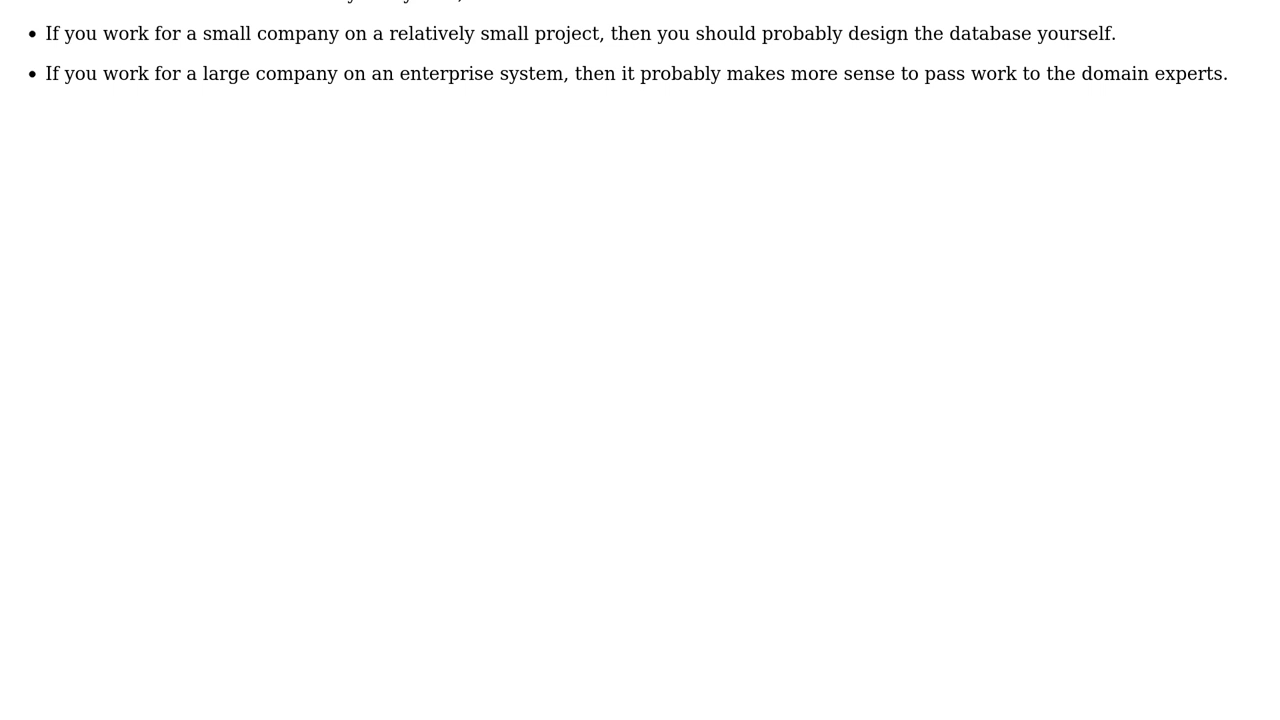 • If you work for a small company on a relatively small project, then you should probably design the database yourself.
• If you work for a large company on an enterprise system, then it probably makes more sense to pass work to the domain experts.